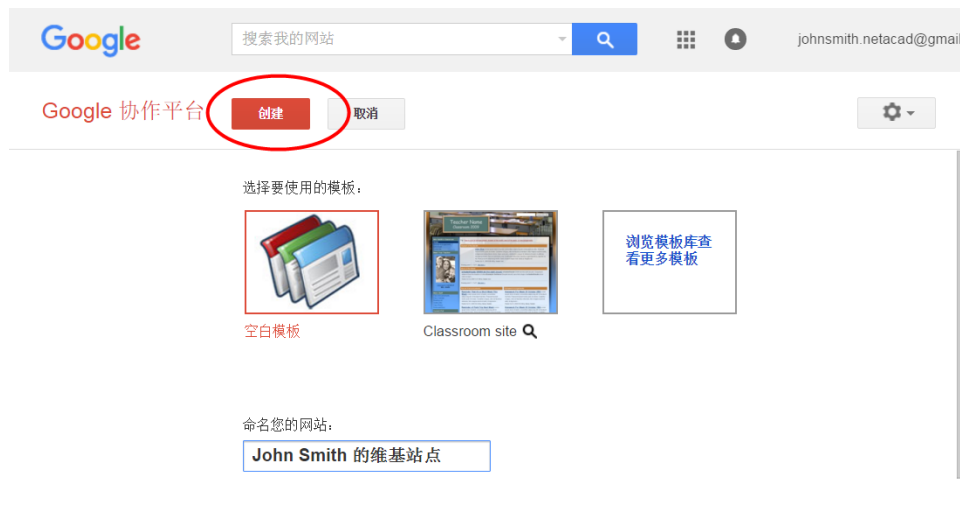 Google
搜索我的网站
johnsmith.netacad@gmail
Google 协作平台
创建
取消
选择要使用的模板：
Teacher Name
浏览模板库查
看更多模板
空白模板
Classroom site
命名您的网站：
John Smith 的维基站点